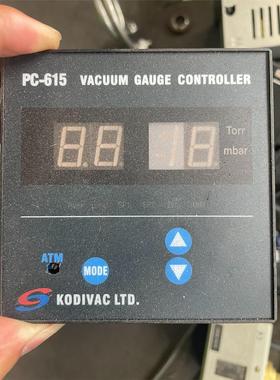 PC-615 VACUUM GAUGE CONTROLLER
8.8 -18
Torr
mbar
ATM
MODE
KODIVAC LTD.